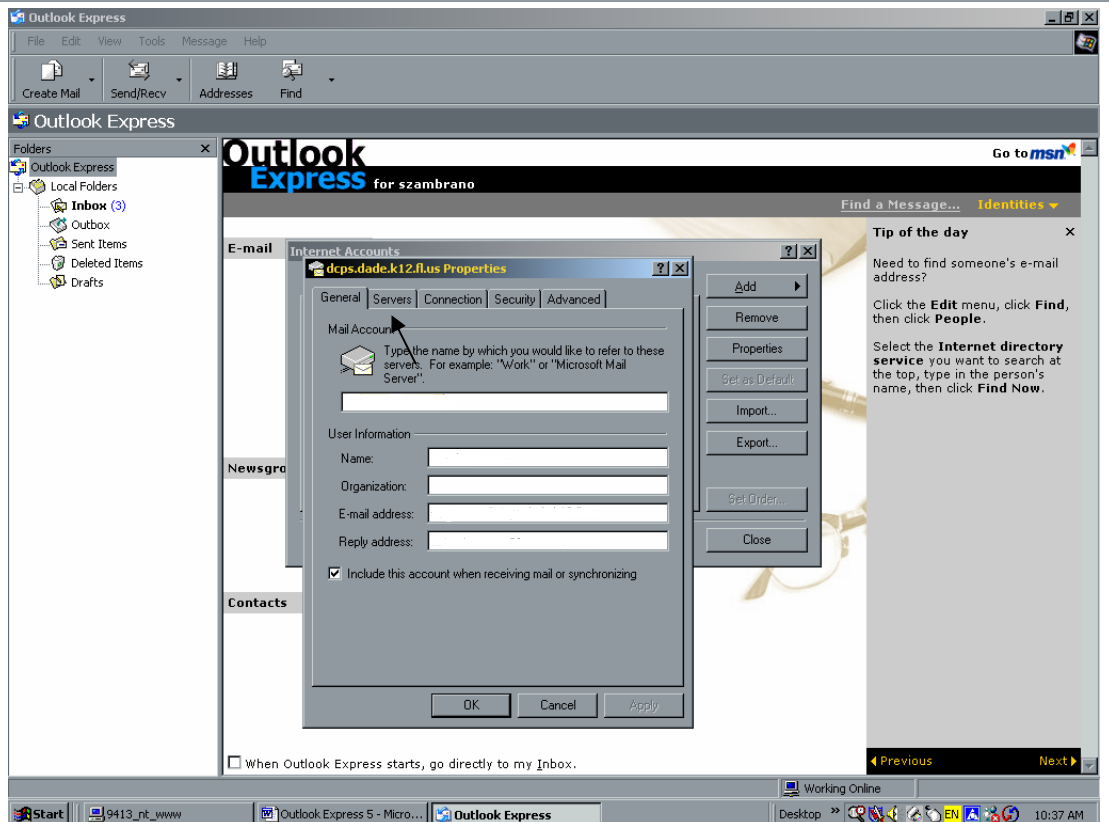 Outlook Express
File Edit View Tools Message Help
Create Mail Send/Recv Addresses Find
Outlook Express
Folders x
Outlook Express
Local Folders
Inbox (3)
Outbox
Sent Items
Deleted Items
Drafts
Outlook
Express for szambrano
Go to msn
Find a Message... Identities
E-mail
Newsgro
Contacts
Internet Accounts
Add
Remove
Properties
Set as Default
Import...
Export...
Set Order...
Close
dcps.dade.k12.fl.us Properties
General Servers Connection Security Advanced
Mail Account
Type the name by which you would like to refer to these
servers. For example: "Work" or "Microsoft Mail
Server".
User Information
Name:
Organization:
E-mail address:
Reply address:
Include this account when receiving mail or synchronizing
OK Cancel Apply
When Outlook Express starts, go directly to my Inbox.
Tip of the day x
Need to find someone's e-mail
address?
Click the Edit menu, click Find,
then click People.
Select the Internet directory
service you want to search at
the top, type in the person's
name, then click Find Now.
Previous Next
Working Online
Start 9413_nt_www Outlook Express 5 - Micro... Outlook Express Desktop » EN 10:37 AM